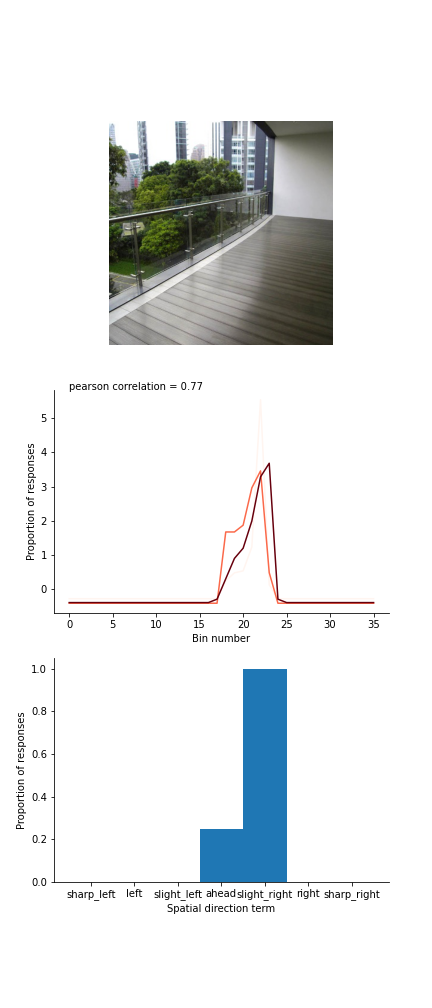 pearson correlation = 0.77
Proportion of responses
5
4
3
2
1
0
0 5 10 15 20 25 30 35
Bin number
Proportion of responses
1.0
0.8
0.6
0.4
0.2
0.0
sharp_left left slight_left ahead slight_right right sharp_right
Spatial direction term